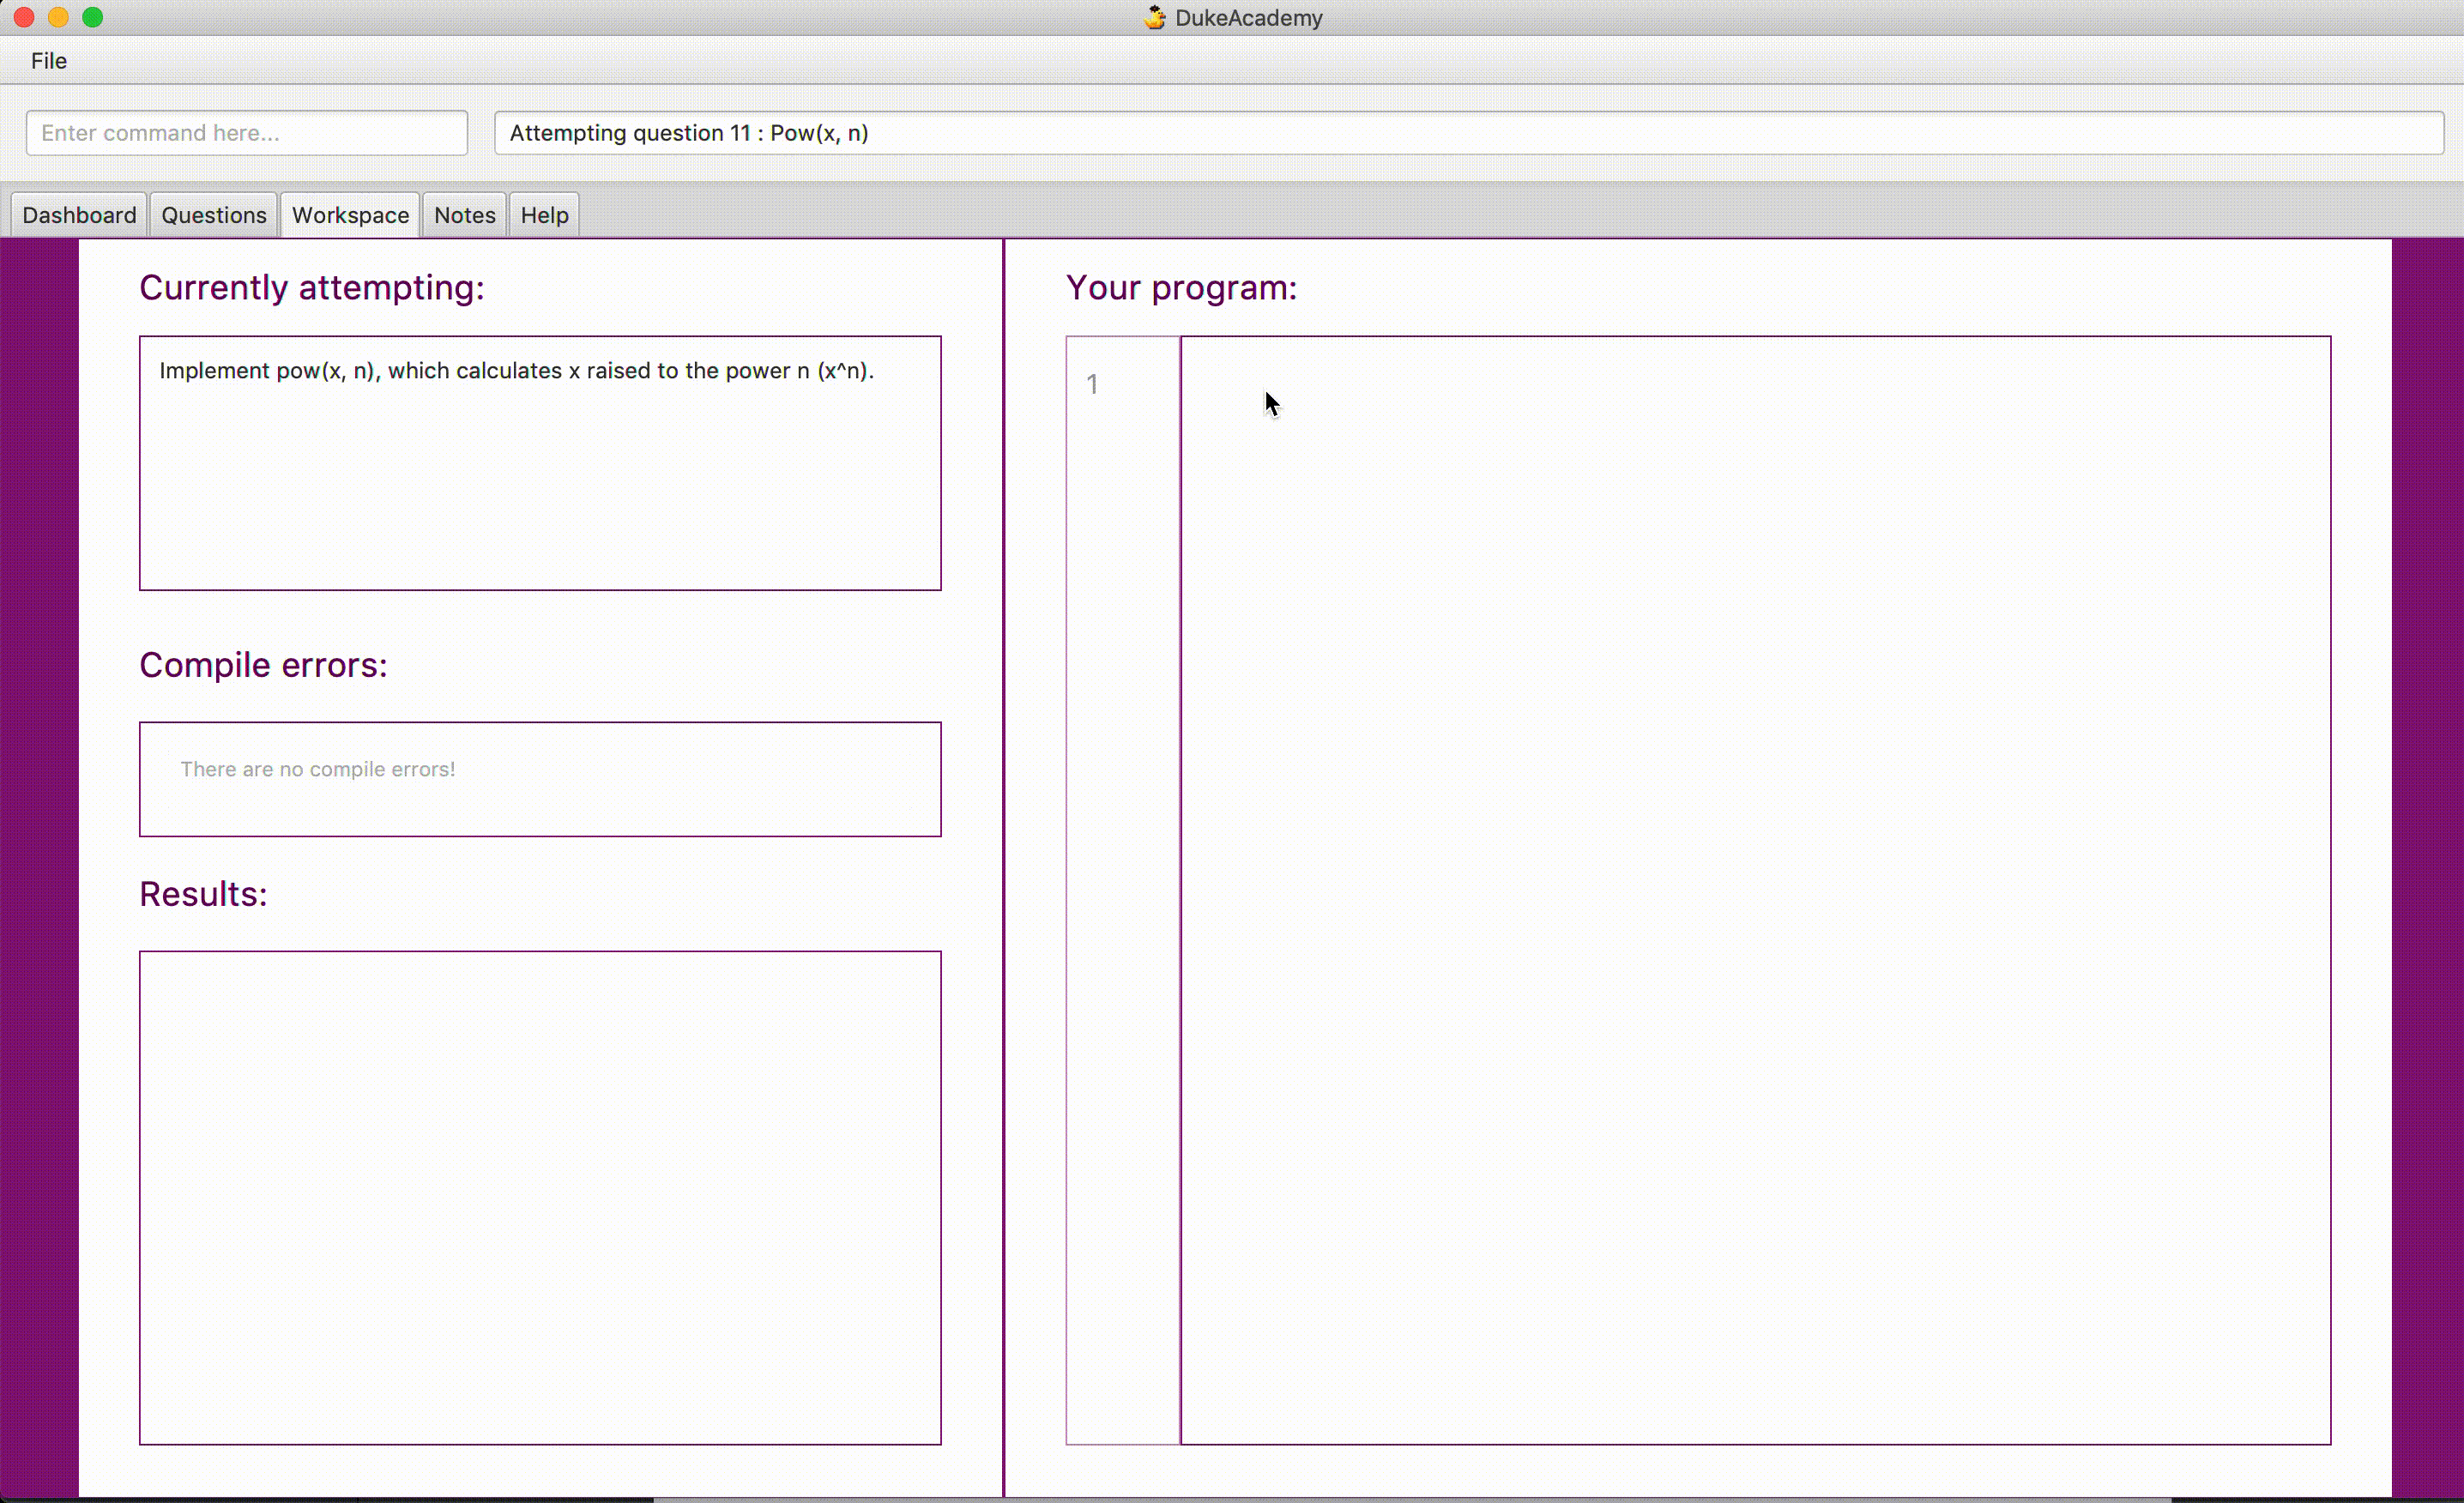 DukeAcademy
File
Enter command here...
Attempting question 11 : Pow(x, n)
Dashboard
Questions
Workspace
Notes
Help
Currently attempting:
Implement pow(x, n), which calculates x raised to the power n (x^n).
Compile errors:
There are no compile errors!
Results:
Your program:
1